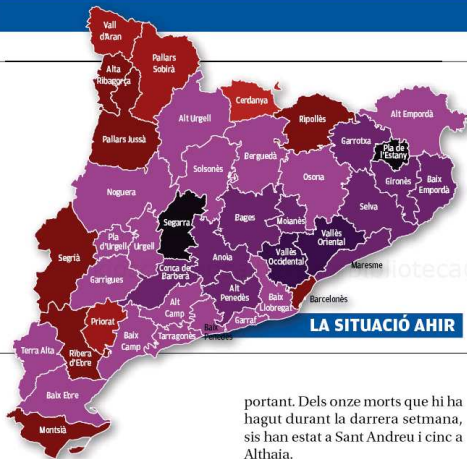 Vall
d'Aran
Pallars
Sobirà
Alta
Ribagorça
Cerdanya
Alt Urgell
Ripollès
Alt Empordà
Pallars Jussà
Garrotxa
Pla de
l'Estany
Berguedà
Solsonès
Osona
Gironès
Baix
Empordà
Noguera
Selva
Segarra
Bages
Moianès
Vallès
Oriental
Pla
d'Urgell
Urgell
Vallès
Occidental
Anoia
Maresme
Segrià
Conca de
Barberà
Garrigues
Alt
Penedès
Baix
Llobregat
Barcelonès
Alt
Camp
Priorat
Garraf
LA SITUACIÓ AHIR
Baix
Penedès
Tarragonès
Baix
Camp
Terra Alta
Ribera
d'Ebre
Baix Ebre
Montsià
portant. Dels onze morts que hi ha
hagut durant la darrera setmana,
sis han estat a Sant Andreu i cinc a
Althaia.